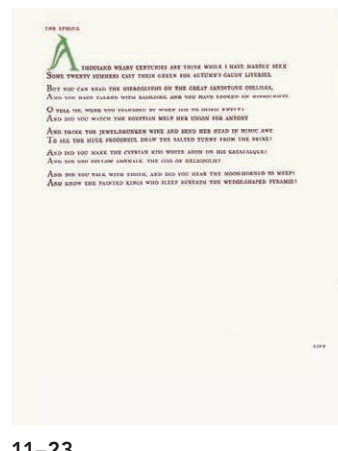 THE SPHINX
A THOUSAND WEARY CENTURIES ARE THINE WHILE I HAVE HARDLY SEEN
SOME TWENTY SUMMERS CAST THEIR GREEN FOR AUTUMN'S GAUDY LIVERIES.
BUT YOU CAN READ THE HIEROGLYPHS ON THE GREAT SANDSTONE OBELISKS,
AND YOU HAVE TALKED WITH BASILISKS, AND YOU HAVE LOOKED ON HIPPOGRIFFS.
O TELL ME, WERE YOU STANDING BY WHEN ISIS TO OSIRIS KNELT?
AND DID YOU WATCH THE EGYPTIAN MELT HER UNION FOR ANTONY
AND DRINK THE JEWEL-DRUNKEN WINE AND BEND HER HEAD IN MIMIC AWE
TO SEE THE HUGE PROCONSUL DRAW THE SALTED TUNNY FROM THE BRINE?
AND DID YOU MARK THE CYPRIAN KISS WHITE ADON ON HIS CATAFALQUE?
AND DID YOU FOLLOW AMENALK, THE GOD OF HELIOPOLIS?
AND DID YOU TALK WITH THOTH, AND DID YOU HEAR THE MOON-HORNED IO WEEP?
AND KNOW THE PAINTED KINGS WHO SLEEP BENEATH THE WEDGE-SHAPED PYRAMID?
11–23